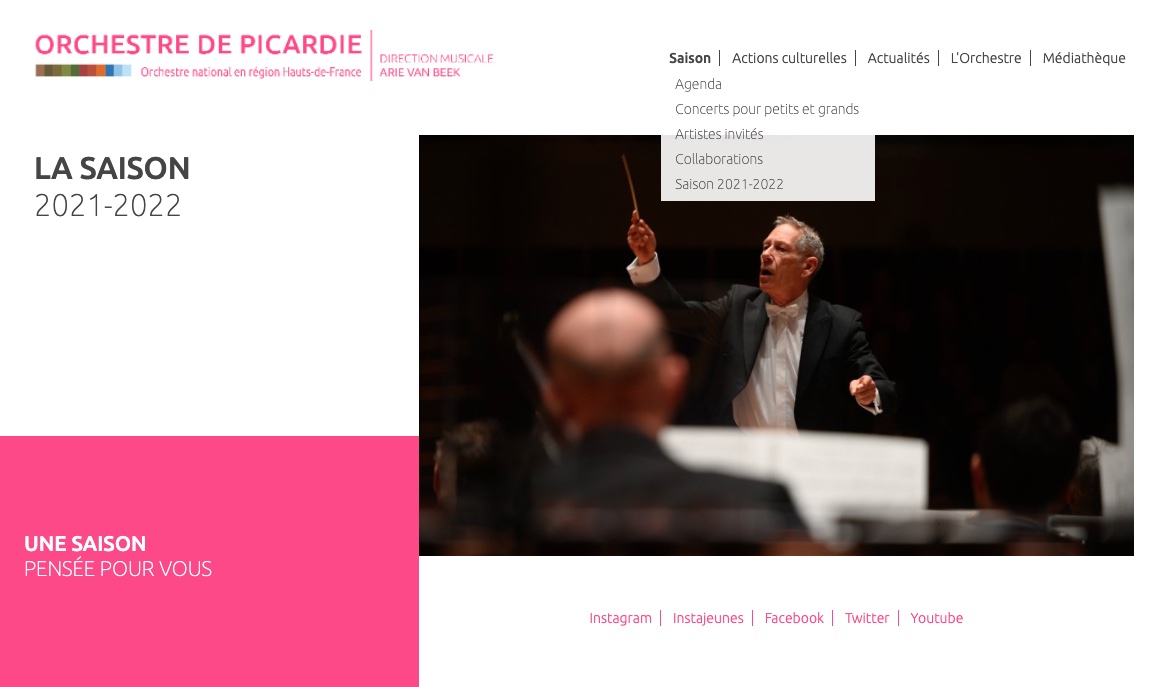 ORCHESTRE DE PICARDIE
Orchestre national en région Hauts-de-France
DIRECTION MUSICALE
ARIE VAN BEEK
Saison
Actions culturelles
Actualités
L'Orchestre
Médiathèque
Agenda
Concerts pour petits et grands
Artistes invités
Collaborations
Saison 2021-2022
LA SAISON
2021-2022
UNE SAISON
PENSÉE POUR VOUS
Instagram
Instajeunes
Facebook
Twitter
Youtube